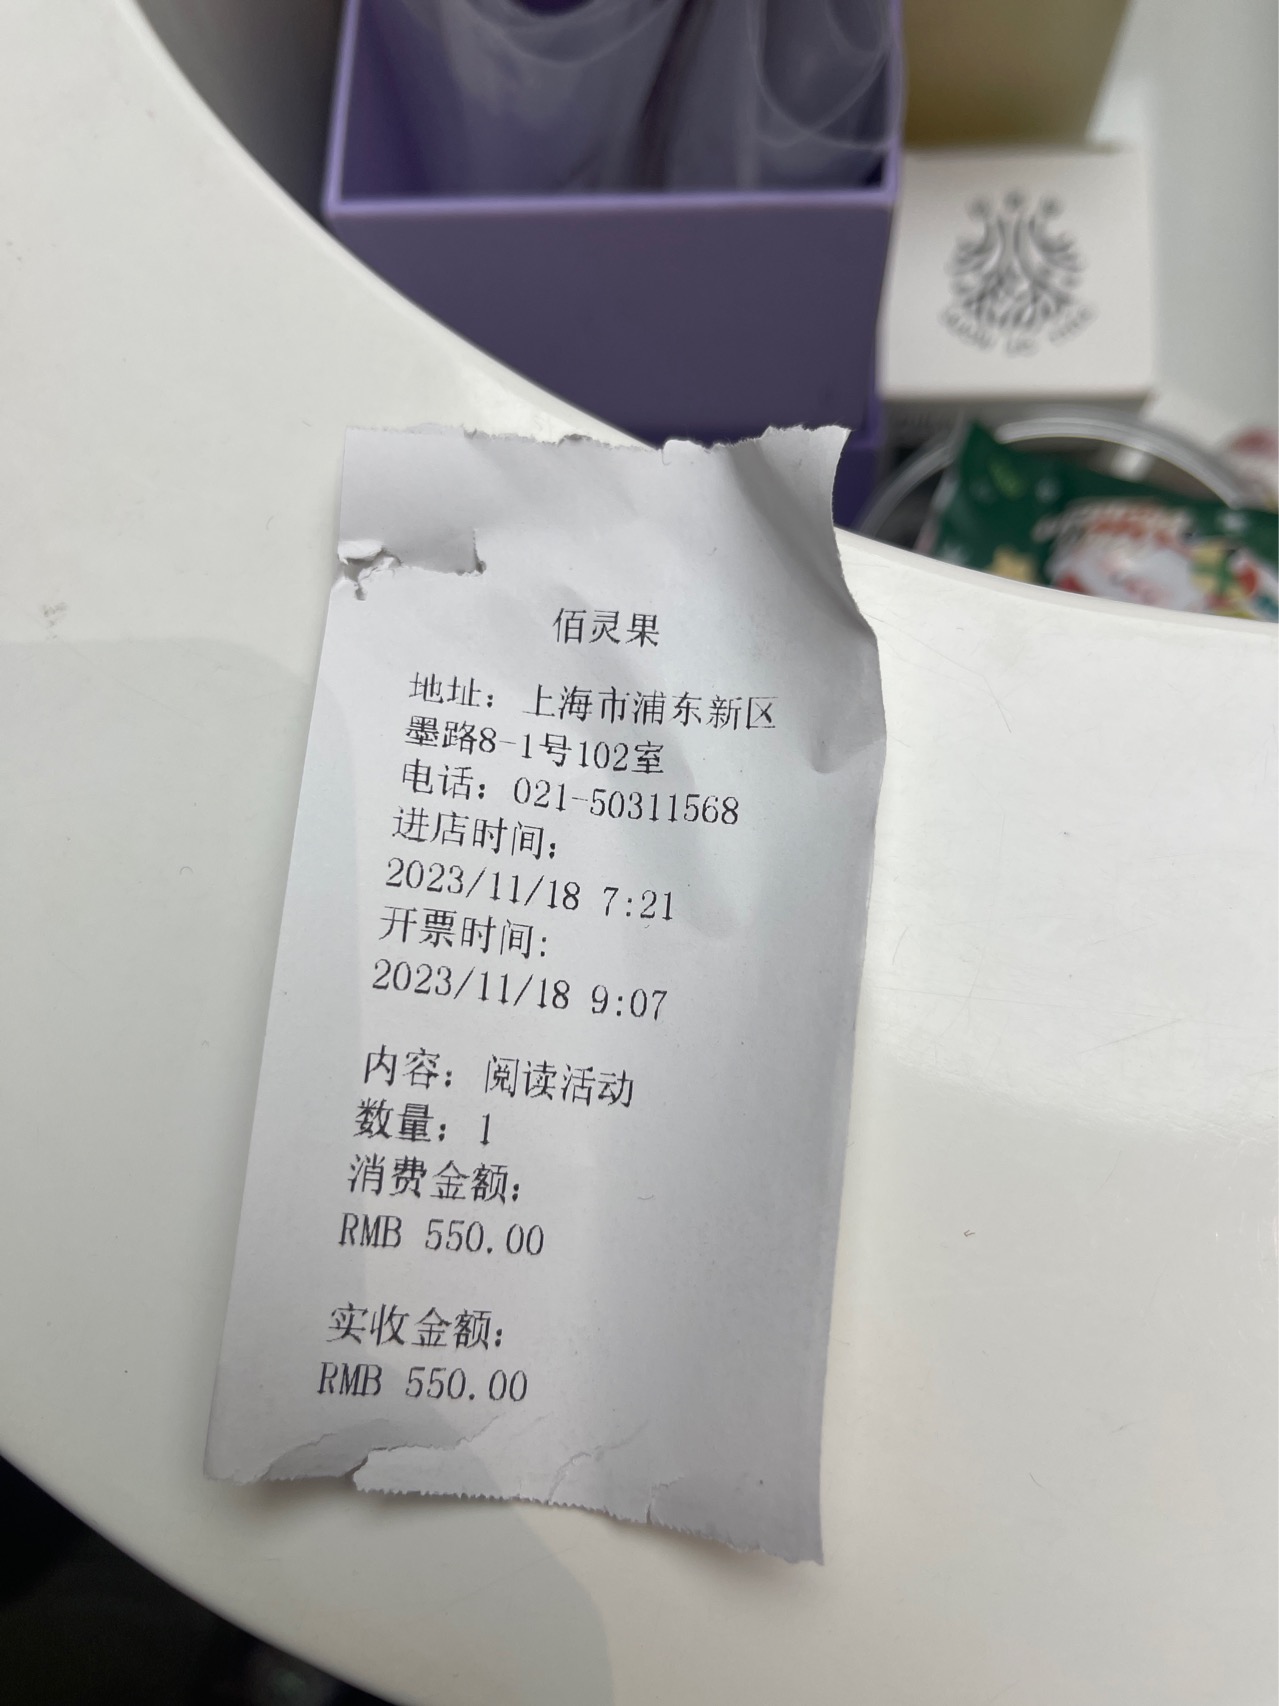 佰灵果
地址：上海市浦东新区
墨路8-1号102室
电话：021-50311568
进店时间：
2023/11/18 7:21
开票时间：
2023/11/18 9:07
内容：阅读活动
数量：1
消费金额：
RMB 550.00
实收金额：
RMB 550.00